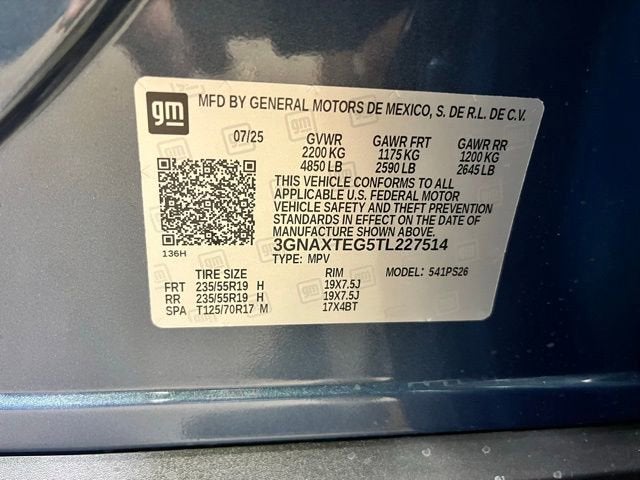 gm MFD BY GENERAL MOTORS DE MEXICO, S. DE R.L. DE C.V.
07/25 GVWR GAWR FRT GAWR RR
2200 KG 1175 KG 1200 KG
4850 LB 2590 LB 2645 LB
THIS VEHICLE CONFORMS TO ALL
APPLICABLE U.S. FEDERAL MOTOR
VEHICLE SAFETY AND THEFT PREVENTION
STANDARDS IN EFFECT ON THE DATE OF
MANUFACTURE SHOWN ABOVE.
3GNAXTEG5TL227514
136H TYPE: MPV
TIRE SIZE RIM MODEL: 541PS26
FRT 235/55R19 H 19X7.5J
RR 235/55R19 H 19X7.5J
SPA T125/70R17 M 17X4BT